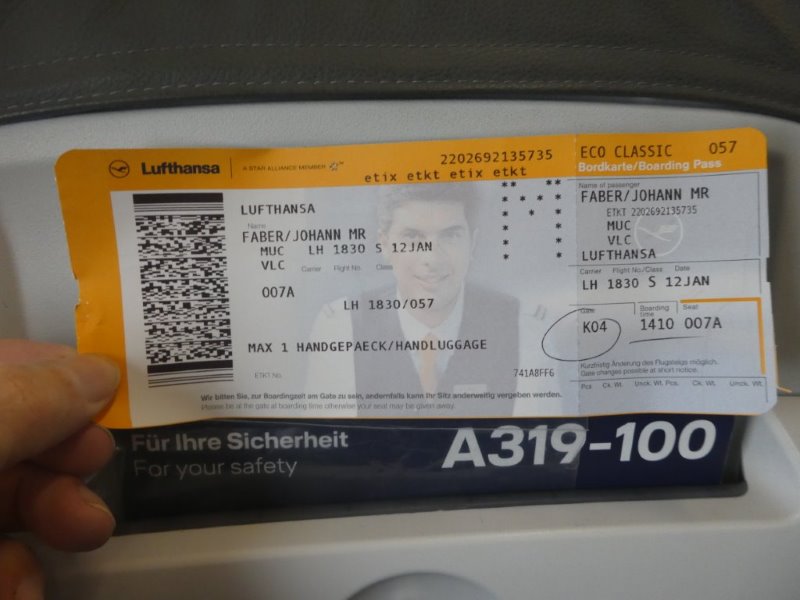 Lufthansa A STAR ALLIANCE MEMBER
2202692135735
etix etkt etix etkt
LUFTHANSA
Name
FABER/JOHANN MR
MUC LH 1830 S 12JAN
VLC Carrier Flight No. Class
007A
LH 1830/057
MAX 1 HANDGEPAECK/HANDLUGGAGE
ETKT No. 741A8FF6
Wir bitten Sie, zur Boardingzeit am Gate zu sein, andernfalls kann Ihr Sitz anderweitig vergeben werden.
Please be at the gate at boarding time otherwise your seat may be given away.
ECO CLASSIC 057
Bordkarte/Boarding Pass
Name of passenger
FABER/JOHANN MR
ETKT 2202692135735
MUC
VLC
LUFTHANSA
Carrier Flight No./Class Date
LH 1830 S 12JAN
Gate Boarding time Seat
K04 1410 007A
Kurzfristig Änderung des Flugsteigs möglich.
Gate changes possible at short notice.
Pcs. Ck. Wt. Unck. Wt. Pcs. Ck. Wt. Unck. Wt.
Für Ihre Sicherheit
For your safety
A319-100